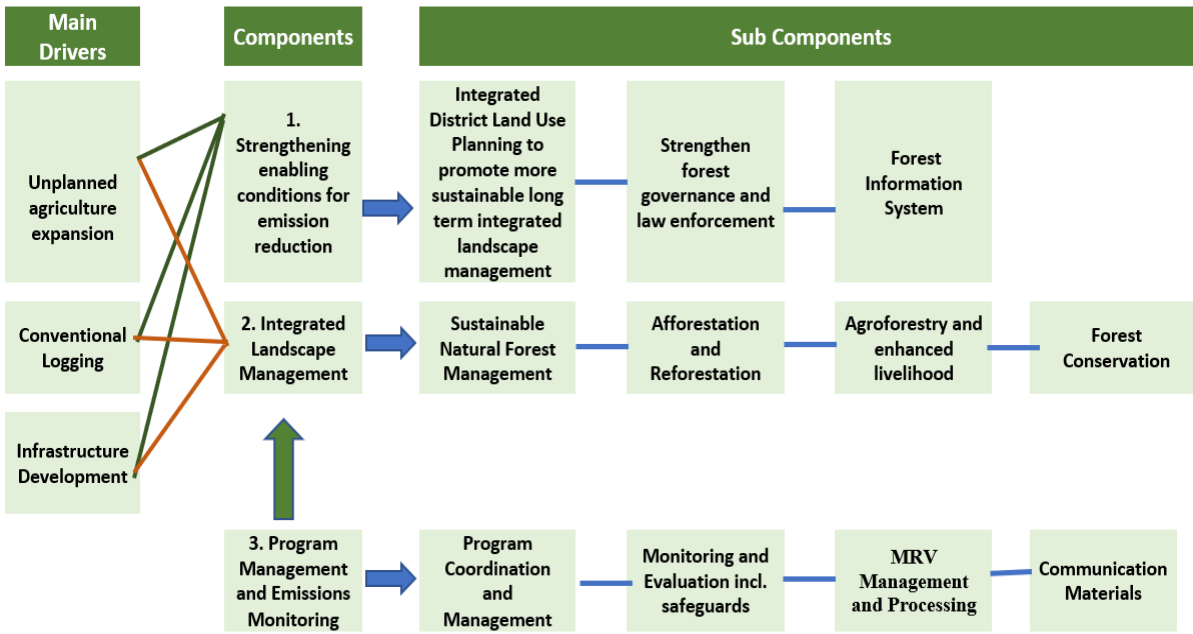 Main
Drivers
Components
Sub Components
Unplanned
agriculture
expansion
1.
Strengthening
enabling
conditions for
emission
reduction
Integrated
District Land Use
Planning to
promote more
sustainable long
term integrated
landscape
management
Strengthen
forest
governance and
law enforcement
Forest
Information
System
Conventional
Logging
2. Integrated
Landscape
Management
Sustainable
Natural Forest
Management
Afforestation
and
Reforestation
Agroforestry and
enhanced
livelihood
Forest
Conservation
Infrastructure
Development
3. Program
Management
and Emissions
Monitoring
Program
Coordination
and
Management
Monitoring and
Evaluation incl.
safeguards
MRV
Management
and Processing
Communication
Materials